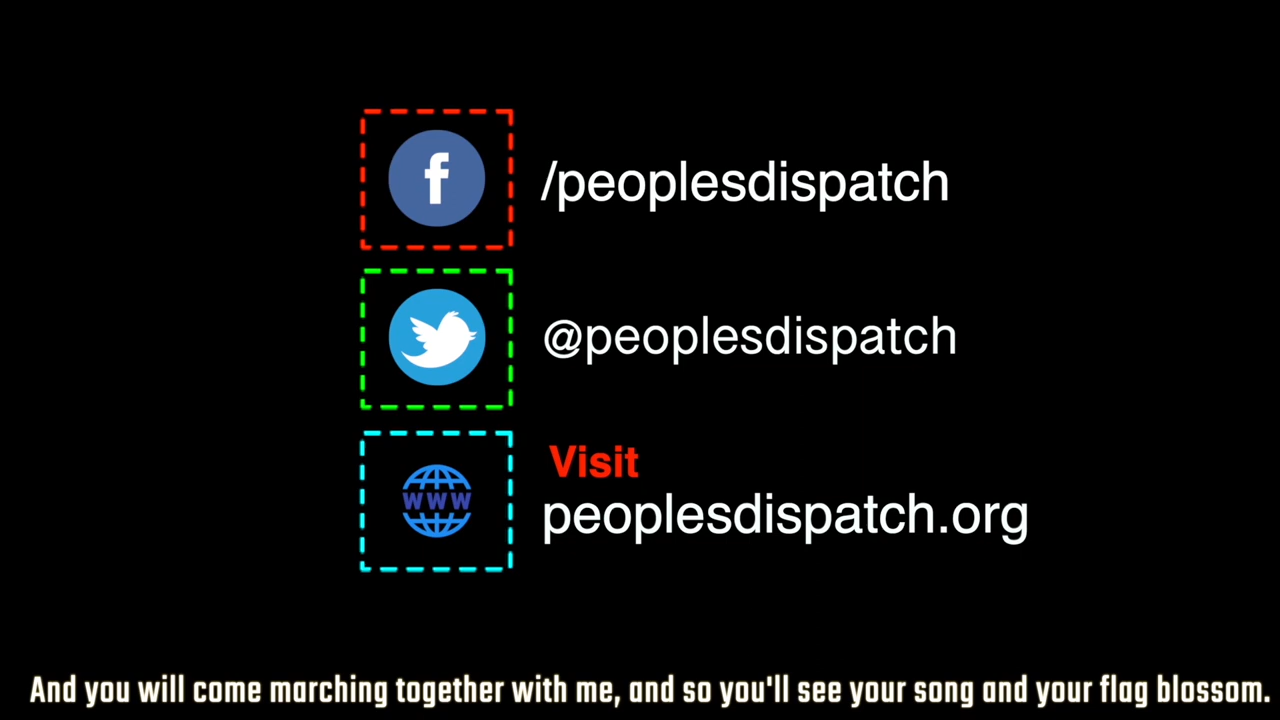 f
/peoplesdispatch
@peoplesdispatch
Visit
www
peoplesdispatch.org
And you will come marching together with me, and so you'll see your song and your flag blossom.